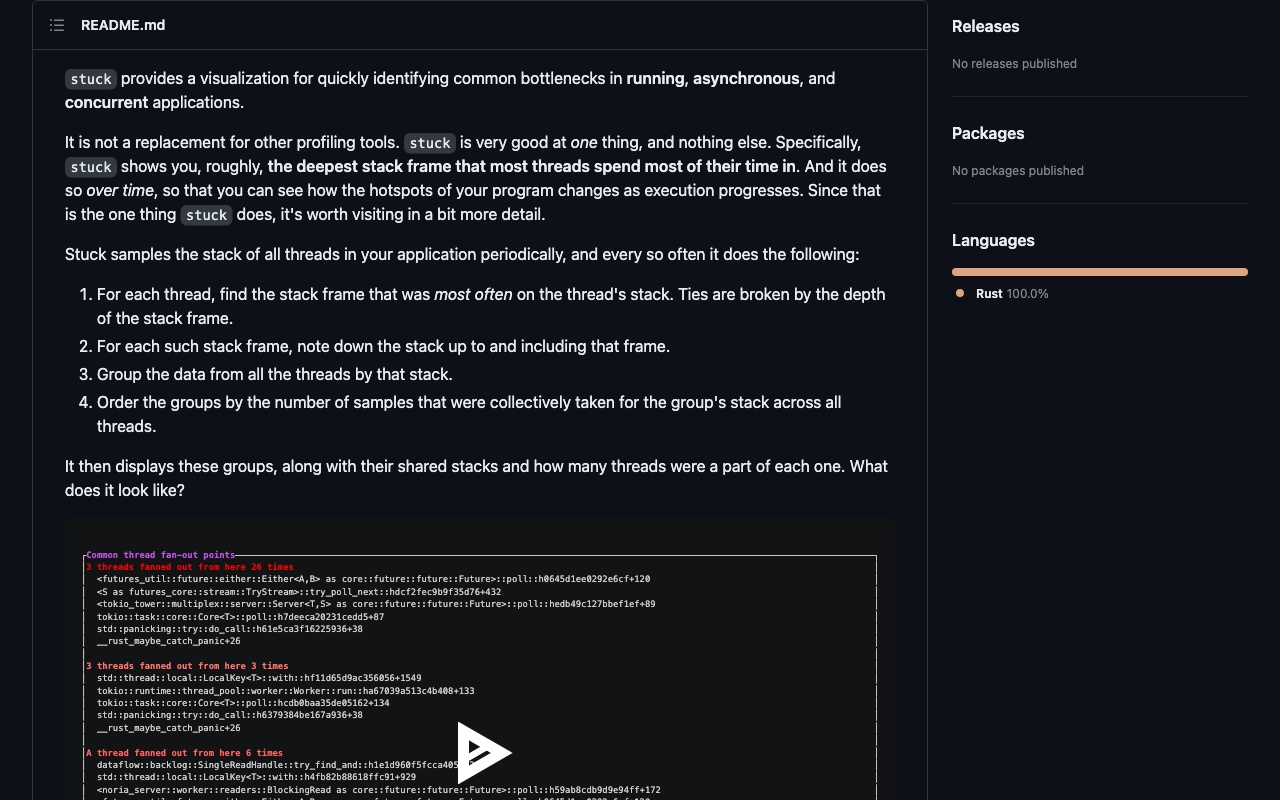 README.md
stuck provides a visualization for quickly identifying common bottlenecks in running, asynchronous, and
concurrent applications.
It is not a replacement for other profiling tools. stuck is very good at one thing, and nothing else. Specifically,
stuck shows you, roughly, the deepest stack frame that most threads spend most of their time in. And it does
so over time, so that you can see how the hotspots of your program changes as execution progresses. Since that
is the one thing stuck does, it's worth visiting in a bit more detail.
Stuck samples the stack of all threads in your application periodically, and every so often it does the following:
1. For each thread, find the stack frame that was most often on the thread's stack. Ties are broken by the depth
of the stack frame.
2. For each such stack frame, note down the stack up to and including that frame.
3. Group the data from all the threads by that stack.
4. Order the groups by the number of samples that were collectively taken for the group's stack across all
threads.
It then displays these groups, along with their shared stacks and how many threads were a part of each one. What
does it look like?
Common thread fan-out points
3 threads fanned out from here 26 times
<futures_util::future::either::Either<A,B> as core::future::future::Future>::poll::h0645d1ee0292e6cf+120
<S as futures_core::stream::TryStream>::try_poll_next::hdcf2fec9b9f35d76+432
<tokio_tower::multiplex::server::Server<T,S> as core::future::future::Future>::poll::hedb49c127bbef1ef+89
tokio::task::core::Core<T>::poll::h7deeca20231cedd5+87
std::panicking::try::do_call::h61e5ca3f16225936+38
__rust_maybe_catch_panic+26
3 threads fanned out from here 3 times
std::thread::local::LocalKey<T>::with::hf11d65d9ac356056+1549
tokio::runtime::thread_pool::worker::Worker::run::ha67039a513c4b408+133
tokio::task::core::Core<T>::poll::hcdb0baa35de05162+134
std::panicking::try::do_call::h6379384be167a936+38
__rust_maybe_catch_panic+26
A thread fanned out from here 6 times
dataflow::backlog::SingleReadHandle::try_find_and::h1e1d960f5fcca405
std::thread::local::LocalKey<T>::with::h4fb82b88618ffc91+929
<noria_server::worker::readers::BlockingRead as core::future::future::Future>::poll::h59ab8cdb9d9e94ff+172
Releases
No releases published
Packages
No packages published
Languages
Rust 100.0%